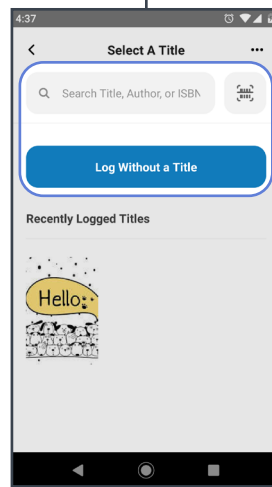 4:37
Select A Title
Search Title, Author, or ISBN
Log Without a Title
Recently Logged Titles
Hello